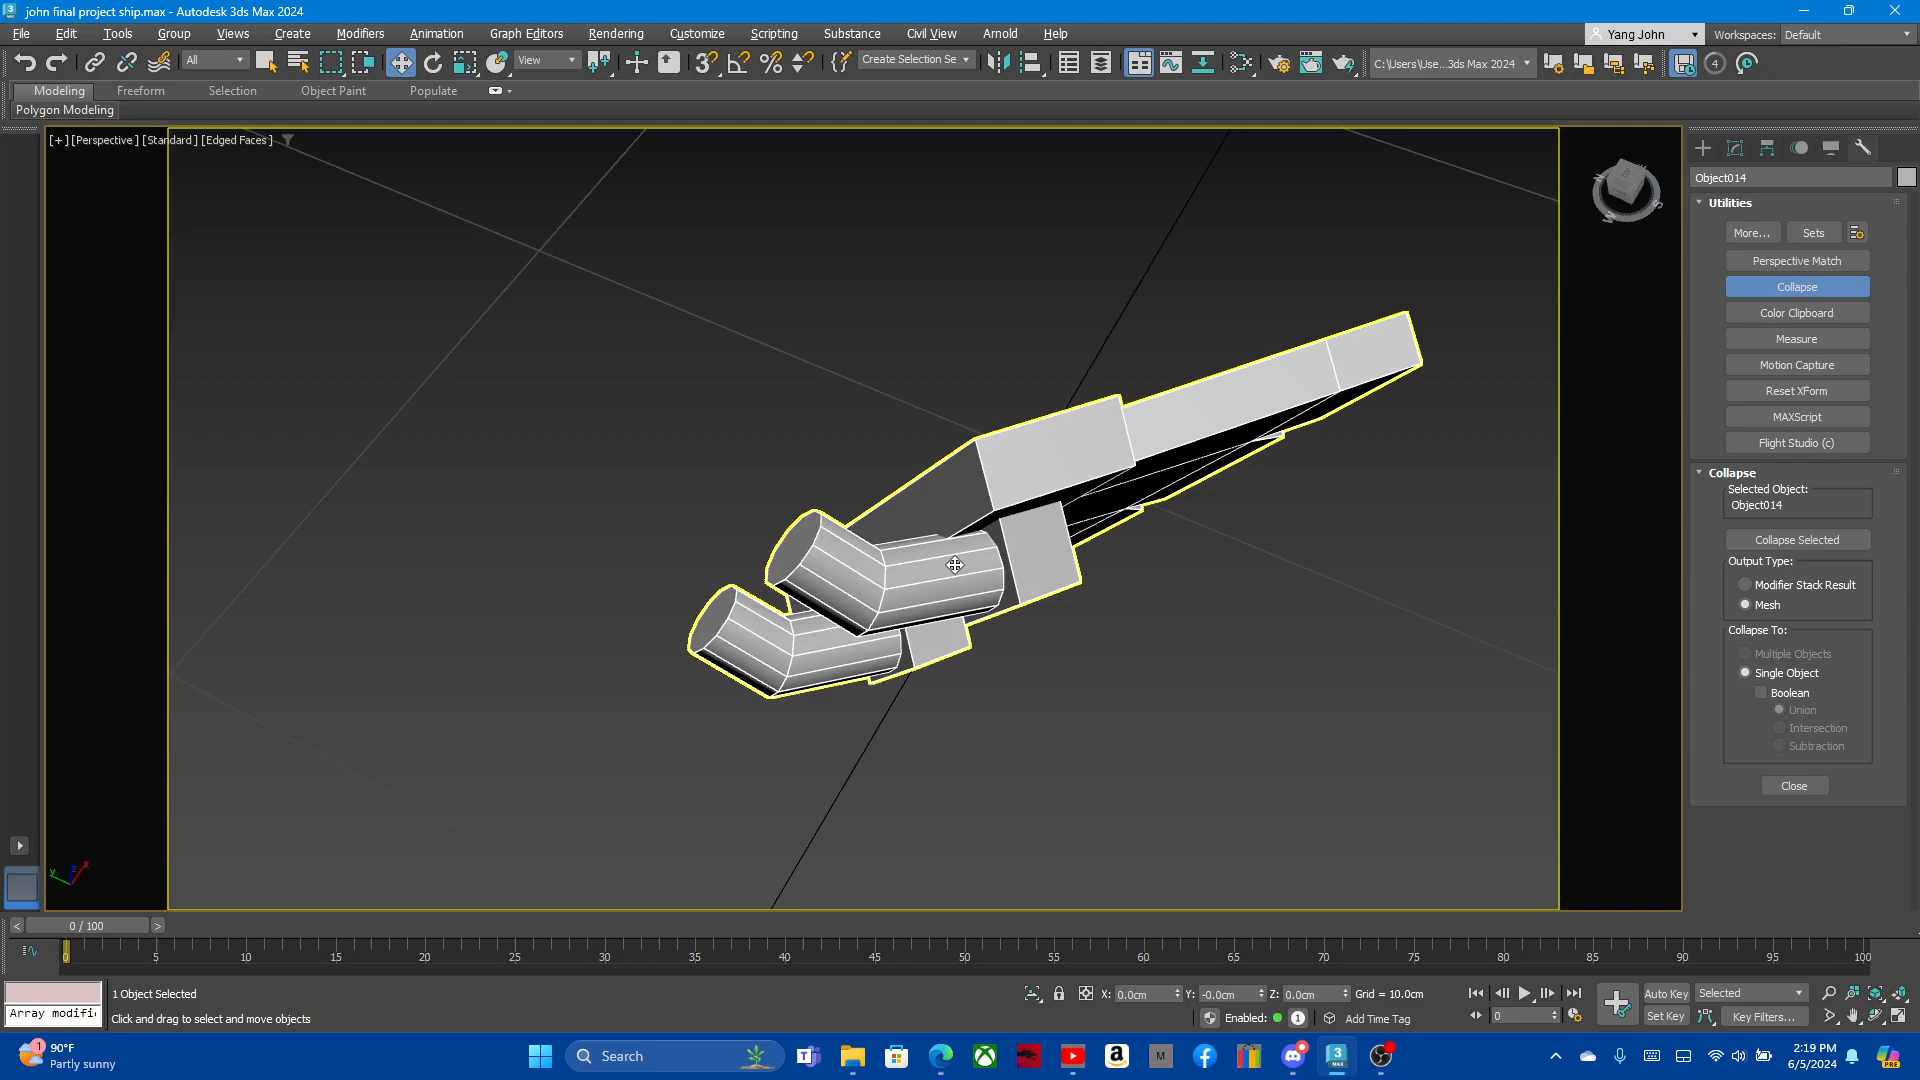 john final project ship.max - Autodesk 3ds Max 2024
File Edit Tools Group Views Create Modifiers Animation Graph Editors Rendering Customize Scripting Substance Civil View Arnold Help
Yang John Workspaces: Default
All View Create Selection Se C:\Users\Use...3ds Max 2024
Modeling Freeform Selection Object Paint Populate
Polygon Modeling
[+] [Perspective ] [Standard ] [Edged Faces ]
Object014
Utilities
More... Sets
Perspective Match
Collapse
Color Clipboard
Measure
Motion Capture
Reset XForm
MAXScript
Flight Studio (c)
Collapse
Selected Object:
Object014
Collapse Selected
Output Type:
Modifier Stack Result
Mesh
Collapse To:
Multiple Objects
Single Object
Boolean
Union
Intersection
Subtraction
Close
y z x
< 0 / 100 >
0 5 10 15 20 25 30 35 40 45 50 55 60 65 70 75 80 85 90 95 100
1 Object Selected X: 0.0cm Y: -0.0cm Z: 0.0cm Grid = 10.0cm Auto Key Selected
Array modifi Click and drag to select and move objects Enabled: 1 Add Time Tag 0 Set Key Key Filters...
90°F
Partly sunny
Search
2:19 PM
6/5/2024